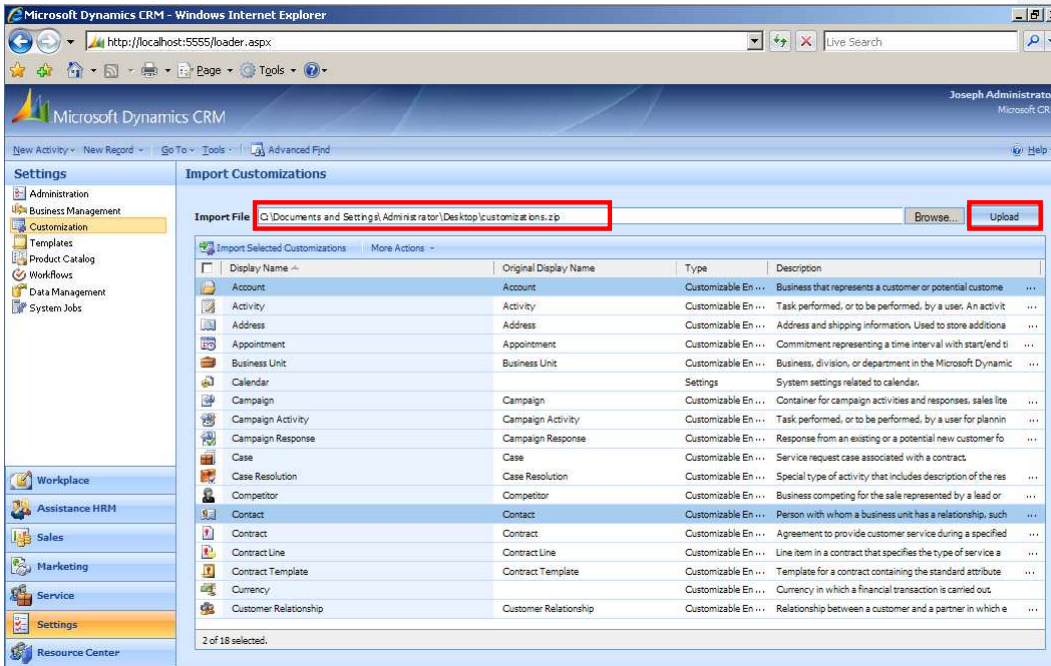 Microsoft Dynamics CRM - Windows Internet Explorer
http://localhost:5555/loader.aspx
Live Search
Page Tools
Joseph Administrato
Microsoft CR
Microsoft Dynamics CRM
New Activity New Record Go To Tools Advanced Find Help
Settings
Administration
Business Management
Customization
Templates
Product Catalog
Workflows
Data Management
System Jobs
Workplace
Assistance HRM
Sales
Marketing
Service
Settings
Resource Center
Import Customizations
Import File C:\Documents and Settings\Administrator\Desktop\customizations.zip Browse... Upload
Import Selected Customizations More Actions
Display Name Original Display Name Type Description
Account Account Customizable En... Business that represents a customer or potential custome ...
Activity Activity Customizable En... Task performed, or to be performed, by a user. An activit ...
Address Address Customizable En... Address and shipping information. Used to store additiona ...
Appointment Appointment Customizable En... Commitment representing a time interval with start/end ti ...
Business Unit Business Unit Customizable En... Business, division, or department in the Microsoft Dynamic ...
Calendar Settings System settings related to calendar.
Campaign Campaign Customizable En... Container for campaign activities and responses, sales lite ...
Campaign Activity Campaign Activity Customizable En... Task performed, or to be performed, by a user for plannin ...
Campaign Response Campaign Response Customizable En... Response from an existing or a potential new customer fo ...
Case Case Customizable En... Service request case associated with a contract.
Case Resolution Case Resolution Customizable En... Special type of activity that includes description of the res ...
Competitor Competitor Customizable En... Business competing for the sale represented by a lead or ...
Contact Contact Customizable En... Person with whom a business unit has a relationship, such ...
Contract Contract Customizable En... Agreement to provide customer service during a specified ...
Contract Line Contract Line Customizable En... Line item in a contract that specifies the type of service a ...
Contract Template Contract Template Customizable En... Template for a contract containing the standard attribute ...
Currency Customizable En... Currency in which a financial transaction is carried out.
Customer Relationship Customer Relationship Customizable En... Relationship between a customer and a partner in which e ...
2 of 18 selected.